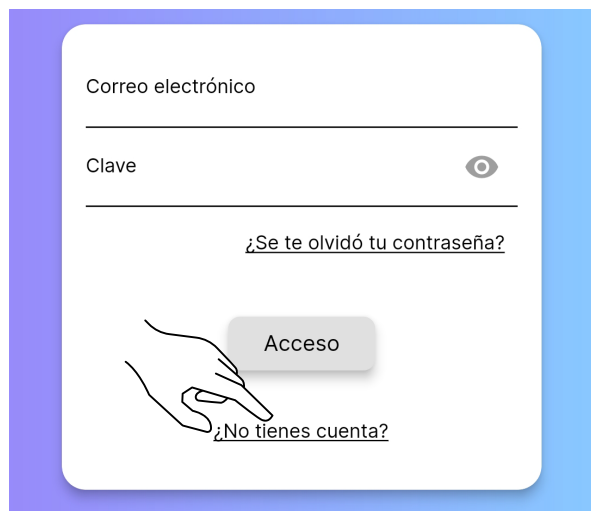 Correo electrónico
Clave
¿Se te olvidó tu contraseña?
Acceso
¿No tienes cuenta?